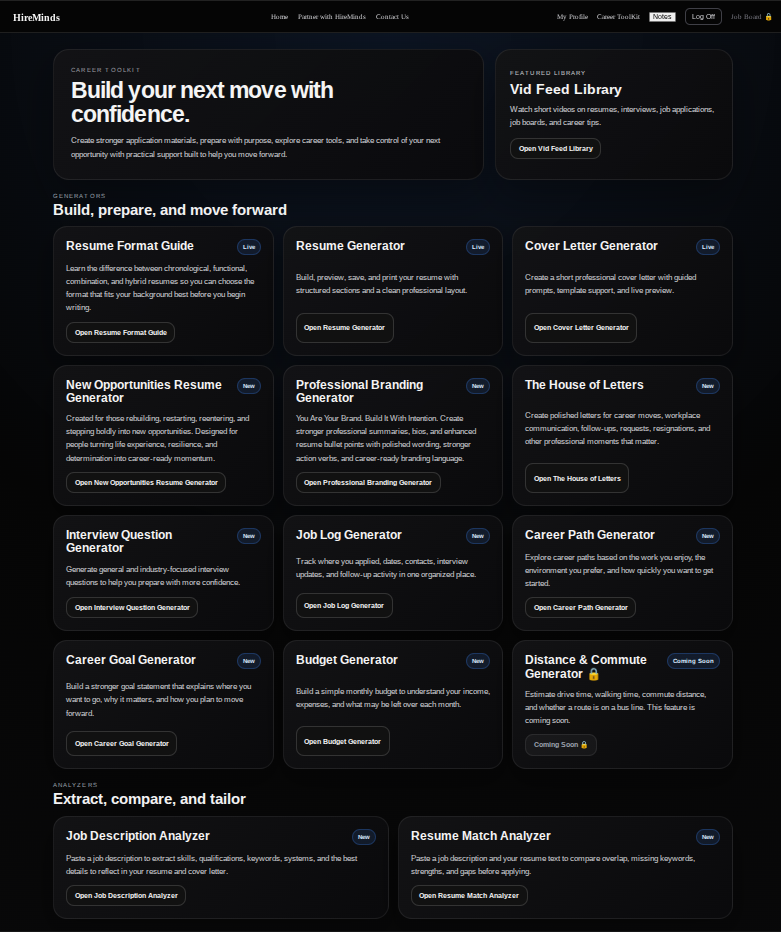 HireMinds
Home Partner with HireMinds Contact Us
My Profile Career ToolKit Notes Log Off Job Board 🔒
CAREER TOOLKIT
Build your next move with
confidence.
Create stronger application materials, prepare with purpose, explore career tools, and take control of your next
opportunity with practical support built to help you move forward.
FEATURED LIBRARY
Vid Feed Library
Watch short videos on resumes, interviews, job applications,
job boards, and career tips.
Open Vid Feed Library
GENERATORS
Build, prepare, and move forward
Resume Format Guide Live
Learn the difference between chronological, functional,
combination, and hybrid resumes so you can choose the
format that fits your background best before you begin
writing.
Open Resume Format Guide
Resume Generator Live
Build, preview, save, and print your resume with
structured sections and a clean professional layout.
Open Resume Generator
Cover Letter Generator Live
Create a short professional cover letter with guided
prompts, template support, and live preview.
Open Cover Letter Generator
New Opportunities Resume
Generator
New
Created for those rebuilding, restarting, reentering, and
stepping boldly into new opportunities. Designed for
people turning life experience, resilience, and
determination into career-ready momentum.
Open New Opportunities Resume Generator
Professional Branding
Generator
New
You Are Your Brand. Build It With Intention. Create
stronger professional summaries, bios, and enhanced
resume bullet points with polished wording, stronger
action verbs, and career-ready branding language.
Open Professional Branding Generator
The House of Letters New
Create polished letters for career moves, workplace
communication, follow-ups, requests, resignations, and
other professional moments that matter.
Open The House of Letters
Interview Question
Generator
New
Generate general and industry-focused interview
questions to help you prepare with more confidence.
Open Interview Question Generator
Job Log Generator New
Track where you applied, dates, contacts, interview
updates, and follow-up activity in one organized place.
Open Job Log Generator
Career Path Generator New
Explore career paths based on the work you enjoy, the
environment you prefer, and how quickly you want to get
started.
Open Career Path Generator
Career Goal Generator New
Build a stronger goal statement that explains where you
want to go, why it matters, and how you plan to move
forward.
Open Career Goal Generator
Budget Generator New
Build a simple monthly budget to understand your income,
expenses, and what may be left over each month.
Open Budget Generator
Distance & Commute
Generator 🔒
Coming Soon
Estimate drive time, walking time, commute distance,
and whether a route is on a bus line. This feature is
coming soon.
Coming Soon 🔒
ANALYZERS
Extract, compare, and tailor
Job Description Analyzer New
Paste a job description to extract skills, qualifications, keywords, systems, and the best
details to reflect in your resume and cover letter.
Open Job Description Analyzer
Resume Match Analyzer New
Paste a job description and your resume text to compare overlap, missing keywords,
strengths, and gaps before applying.
Open Resume Match Analyzer